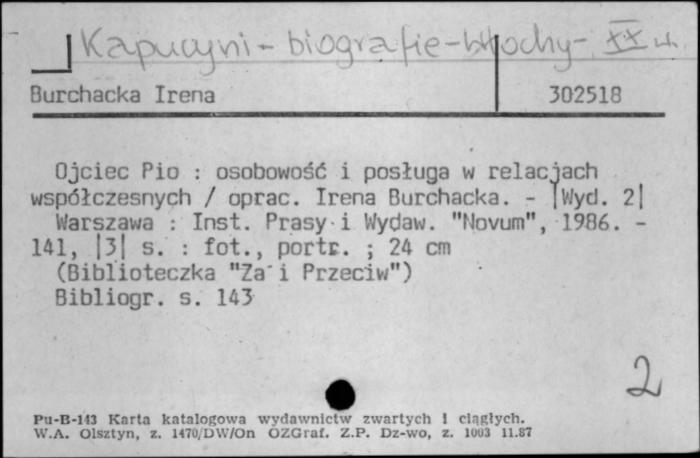 Kapucyni - biografie - Włochy - XX w.
Burchacka Irena 302518
Ojciec Pio : osobowość i posługa w relacjach
współczesnych / oprac. Irena Burchacka. - |Wyd. 2|
Warszawa : Inst. Prasy i Wydaw. "Novum", 1986. -
141, |3| s. : fot., portr. ; 24 cm
(Biblioteczka "Za i Przeciw")
Bibliogr. s. 143
2
Pu-B-143 Karta katalogowa wydawnictw zwartych i ciągłych.
W.A. Olsztyn, z. 1470/DW/On OZGraf. Z.P. Dz-wo, z. 1003 11.87